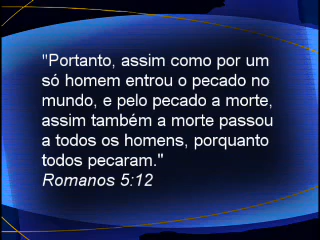 "Portanto, assim como por um
só homem entrou o pecado no
mundo, e pelo pecado a morte,
assim também a morte passou
a todos os homens, porquanto
todos pecaram."
Romanos 5:12